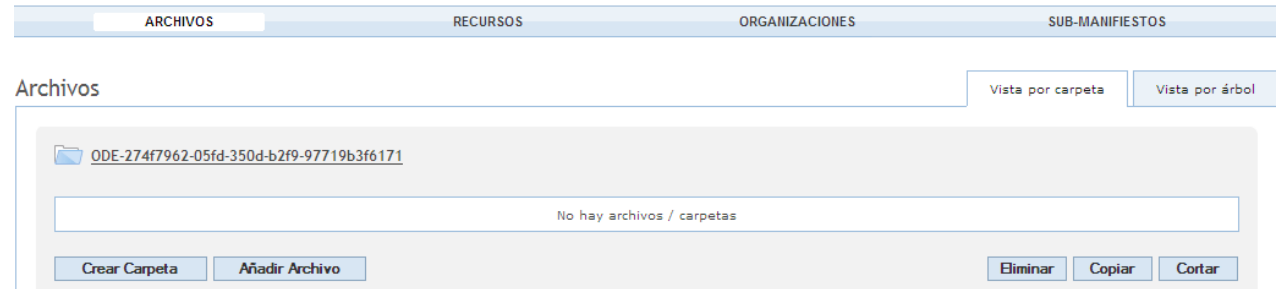 ARCHIVOS RECURSOS ORGANIZACIONES SUB-MANIFIESTOS
Archivos
Vista por carpeta Vista por árbol
ODE-274f7962-05fd-350d-b2f9-97719b3f6171
No hay archivos / carpetas
Crear Carpeta Añadir Archivo Eliminar Copiar Cortar